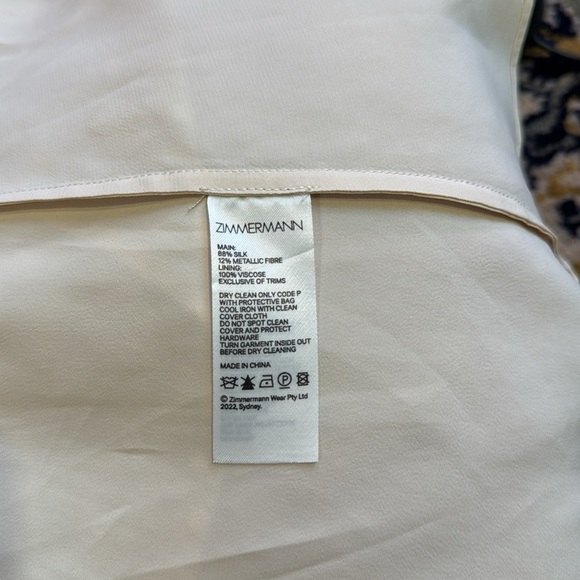 ZIMMERMANN
MAIN:
88% SILK
12% METALLIC FIBRE
LINING:
100% VISCOSE
EXCLUSIVE OF TRIMS
DRY CLEAN ONLY CODE P
WITH PROTECTIVE BAG
COOL IRON WITH CLEAN
COVER CLOTH
DO NOT SPOT CLEAN
COVER AND PROTECT
HARDWARE
TURN GARMENT INSIDE OUT
BEFORE DRY CLEANING
MADE IN CHINA
P
© Zimmermann Wear Pty Ltd
2022, Sydney.